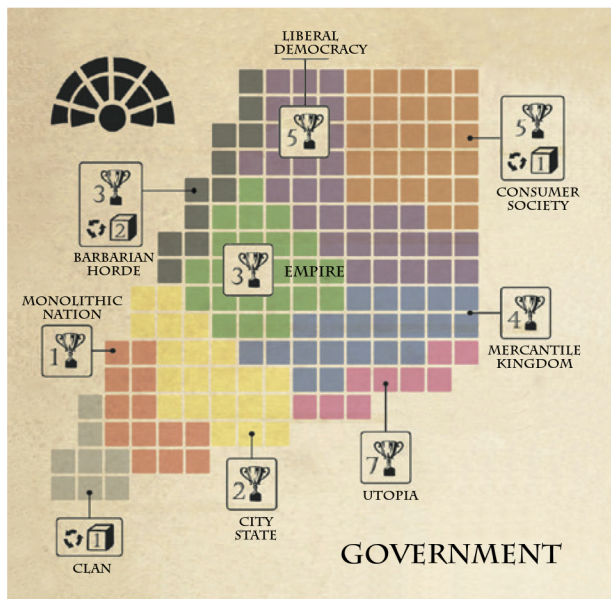 LIBERAL
DEMOCRACY
5
5
1
CONSUMER
SOCIETY
3
2
BARBARIAN
HORDE
3
EMPIRE
MONOLITHIC
NATION
1
4
MERCANTILE
KINGDOM
7
UTOPIA
2
CITY
STATE
1
CLAN
GOVERNMENT